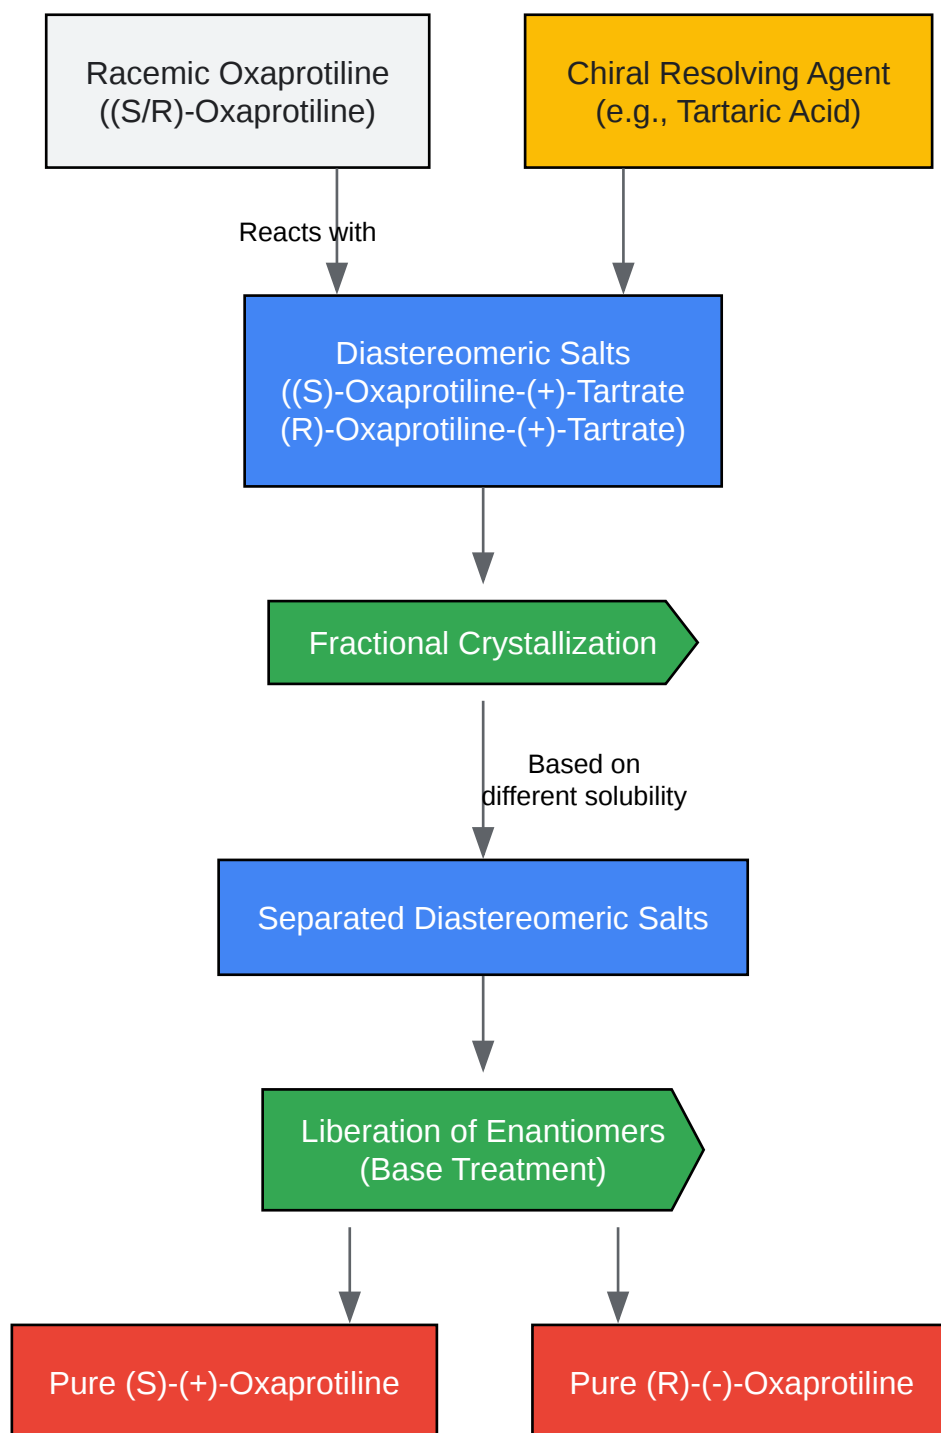 Racemic Oxaprotiline
((S/R)-Oxaprotiline)
Chiral Resolving Agent
(e.g., Tartaric Acid)
Reacts with
Diastereomeric Salts
((S)-Oxaprotiline-(+)-Tartrate
(R)-Oxaprotiline-(+)-Tartrate)
Fractional Crystallization
Based on
different solubility
Separated Diastereomeric Salts
Liberation of Enantiomers
(Base Treatment)
Pure (S)-(+)-Oxaprotiline
Pure (R)-(-)-Oxaprotiline